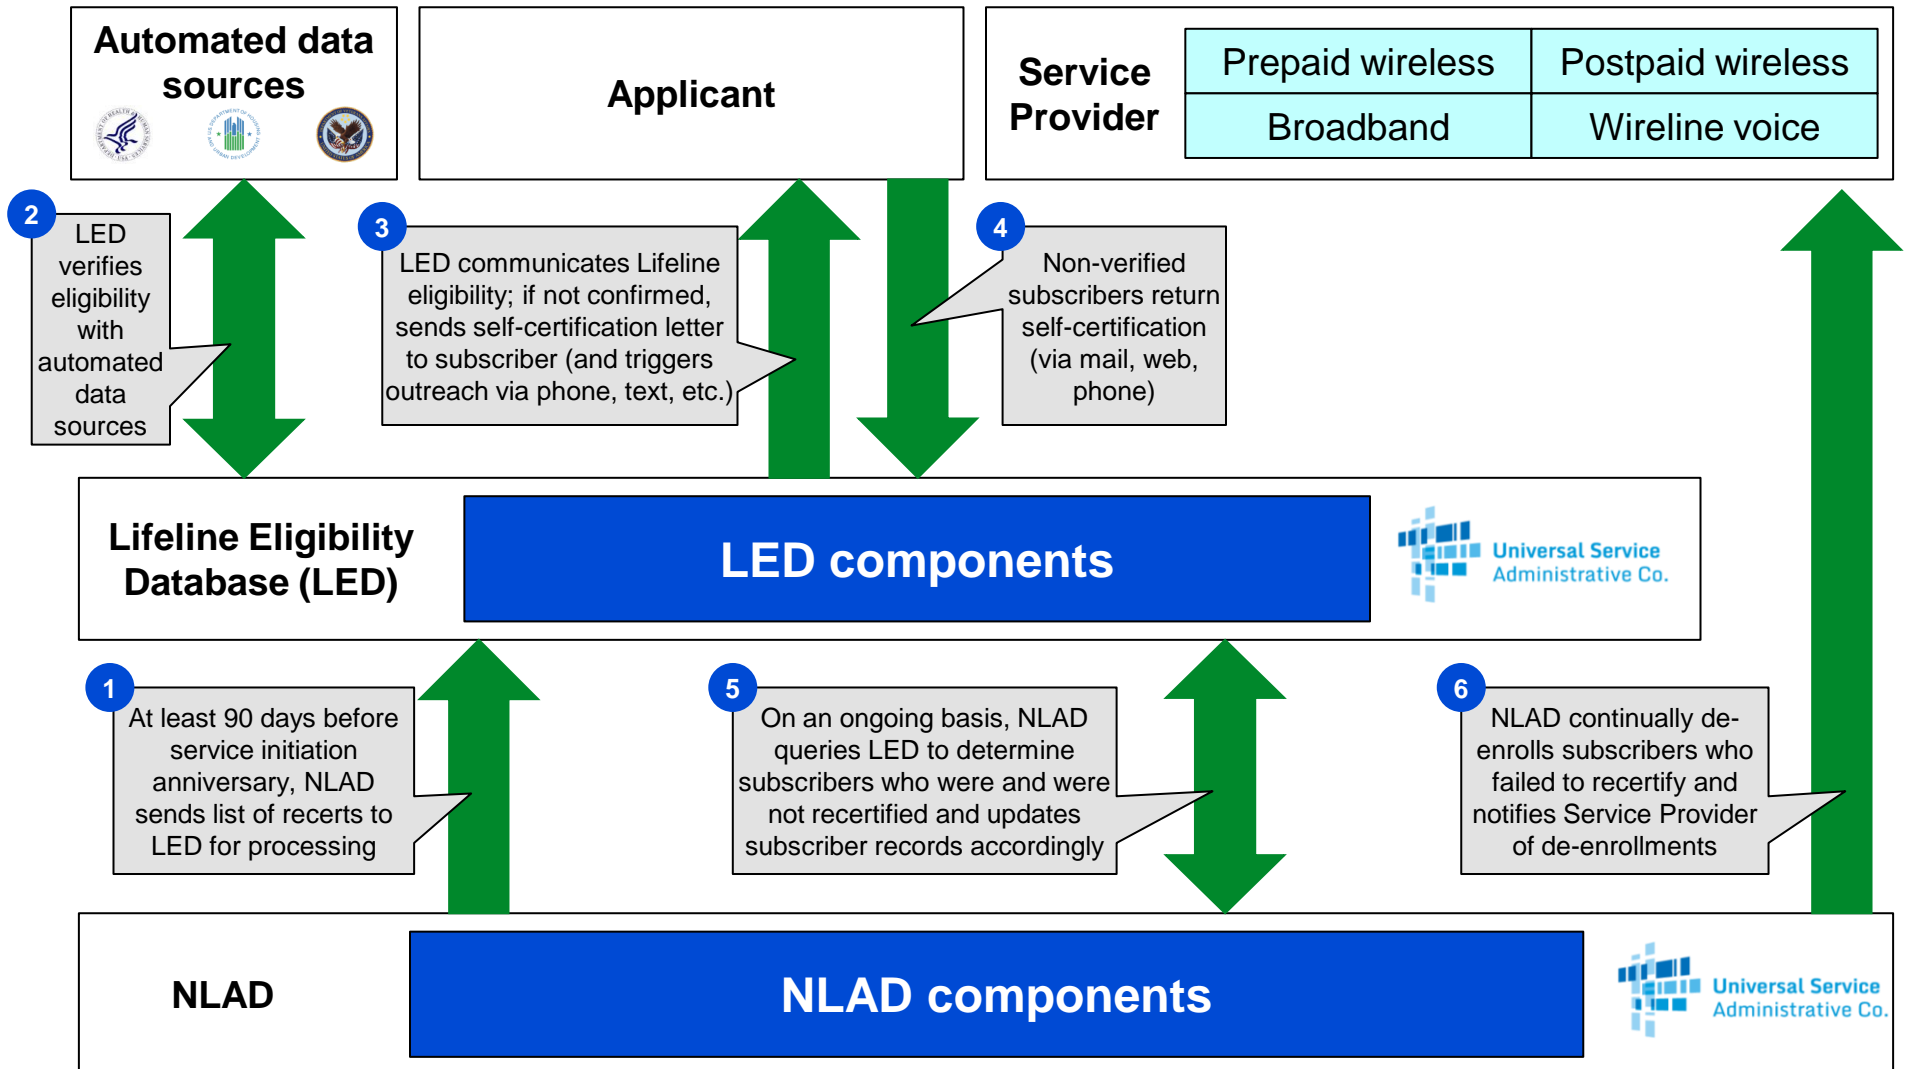 Automated data
sources
Applicant
Service
Provider
Prepaid wireless
Postpaid wireless
Broadband
Wireline voice
2
LED
verifies
eligibility
with
automated
data
sources
3
LED communicates Lifeline
eligibility; if not confirmed,
sends self-certification letter
to subscriber (and triggers
outreach via phone, text, etc.)
4
Non-verified
subscribers return
self-certification
(via mail, web,
phone)
Lifeline Eligibility
Database (LED)
LED components
Universal Service
Administrative Co.
1
At least 90 days before
service initiation
anniversary, NLAD
sends list of recerts to
LED for processing
5
On an ongoing basis, NLAD
queries LED to determine
subscribers who were and were
not recertified and updates
subscriber records accordingly
6
NLAD continually de-
enrolls subscribers who
failed to recertify and
notifies Service Provider
of de-enrollments
NLAD
NLAD components
Universal Service
Administrative Co.